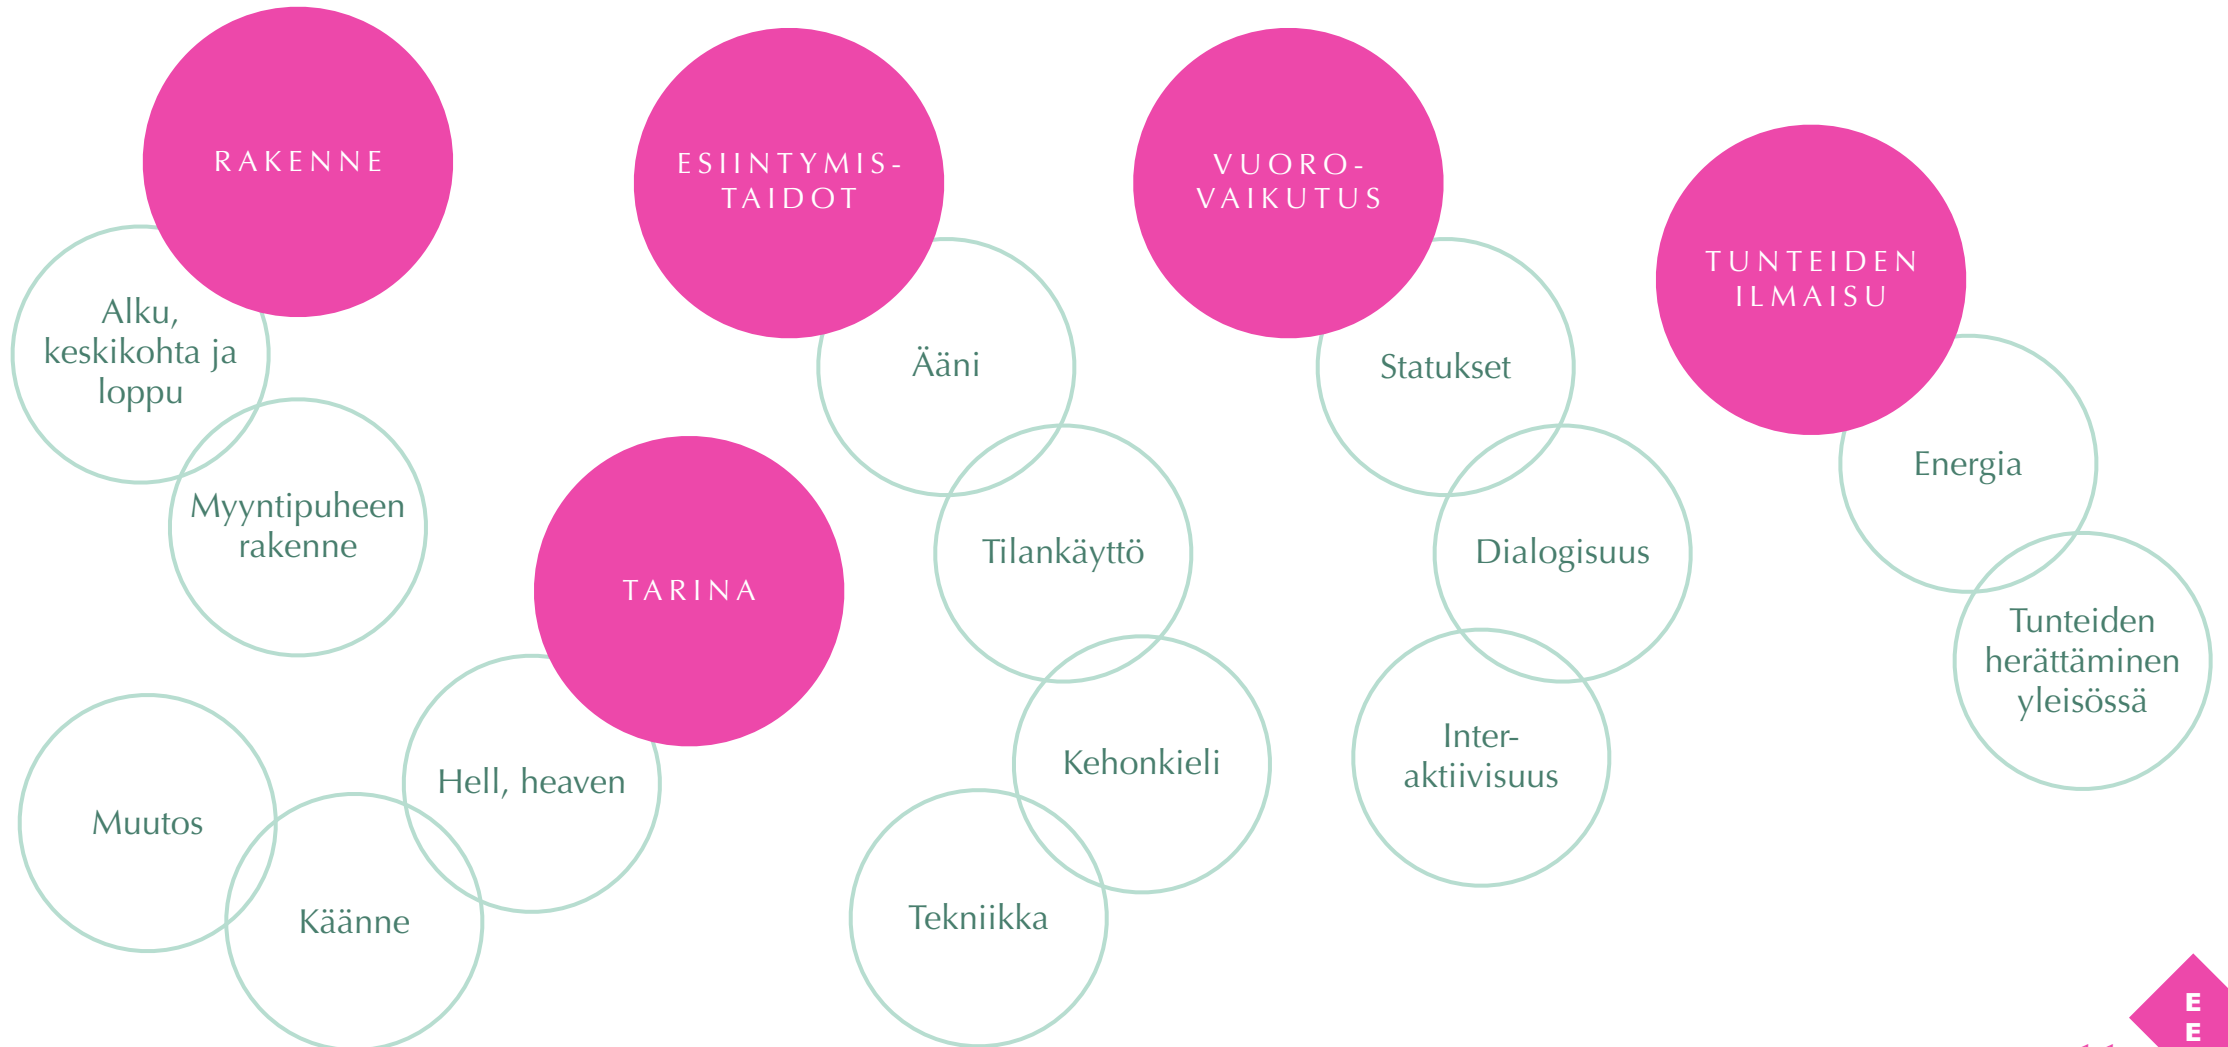 RAKENNE
Alku,
keskikohta ja
loppu
Myyntipuheen
rakenne
TARINA
Hell, heaven
Käänne
Muutos
ESIINTYMIS-
TAIDOT
Ääni
Tilankäyttö
Kehonkieli
Tekniikka
VUORO-
VAIKUTUS
Statukset
Dialogisuus
Inter-
aktiivisuus
TUNTEIDEN
ILMAISU
Energia
Tunteiden
herättäminen
yleisössä
E
E